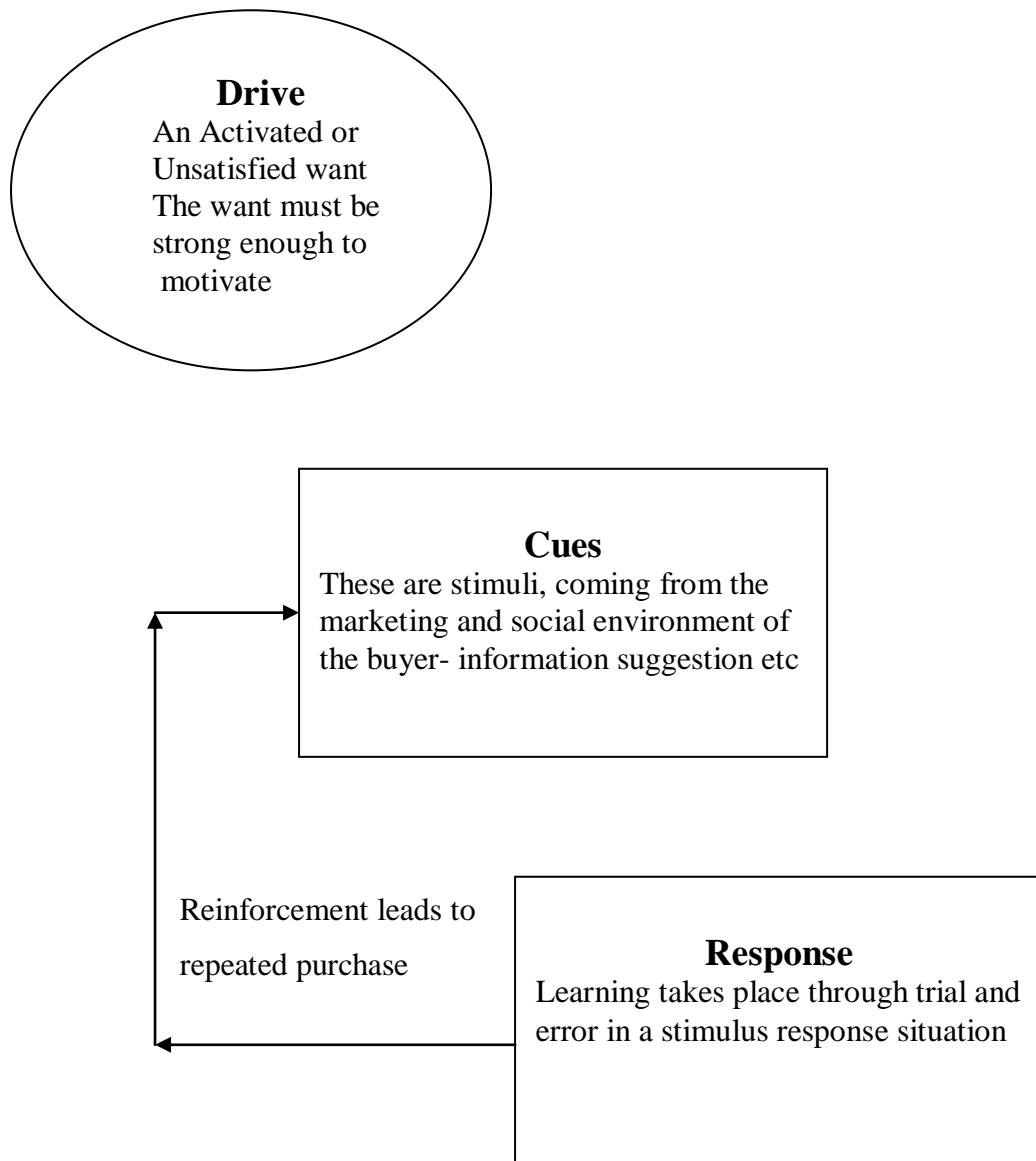 Drive
An Activated or
Unsatisfied want
The want must be
strong enough to
motivate
Cues
These are stimuli, coming from the
marketing and social environment of
the buyer- information suggestion etc
Reinforcement leads to
repeated purchase
Response
Learning takes place through trial and
error in a stimulus response situation